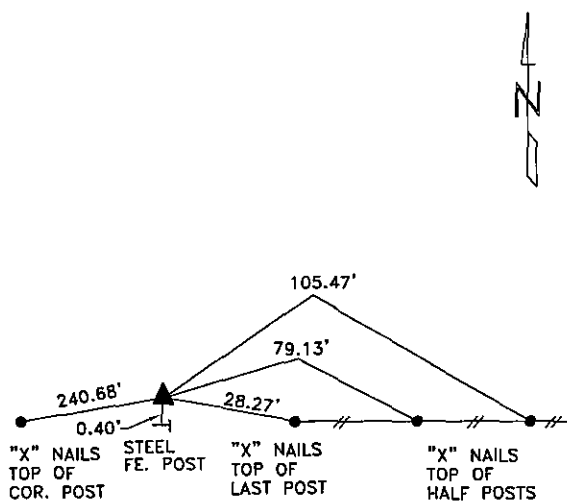 N
105.47'
79.13'
240.68'
28.27'
0.40'
"X" NAILS
TOP OF
COR. POST
STEEL
FE. POST
"X" NAILS
TOP OF
LAST POST
"X" NAILS
TOP OF
HALF POSTS